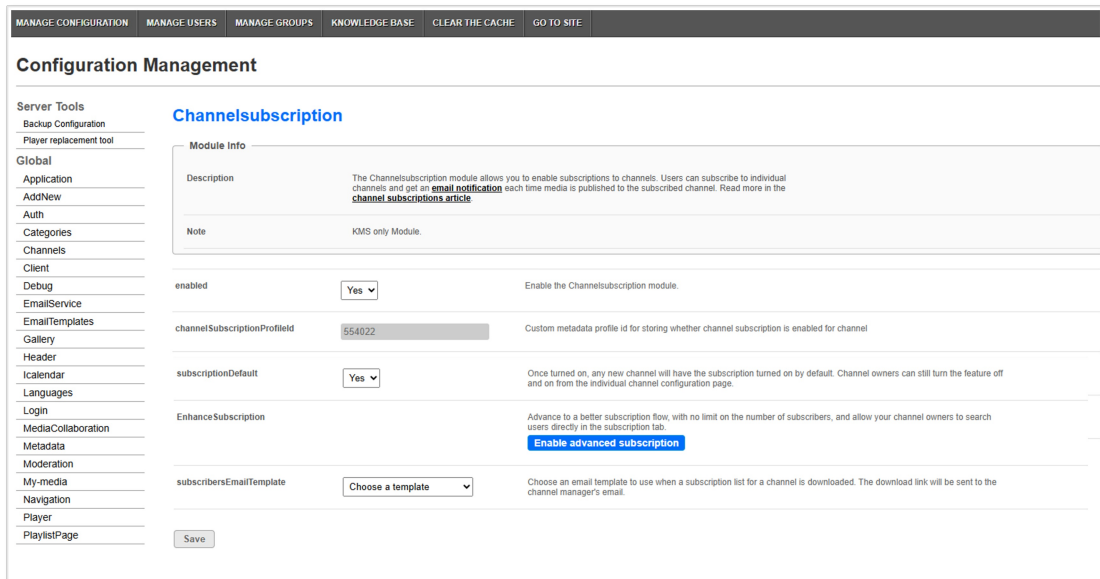 MANAGE CONFIGURATION MANAGE USERS MANAGE GROUPS KNOWLEDGE BASE CLEAR THE CACHE GO TO SITE
Configuration Management
Server Tools
Backup Configuration
Player replacement tool
Global
Application
AddNew
Auth
Categories
Channels
Client
Debug
EmailService
EmailTemplates
Gallery
Header
Icalendar
Languages
Login
MediaCollaboration
Metadata
Moderation
My-media
Navigation
Player
PlaylistPage
Channelsubscription
Module Info
Description
The Channelsubscription module allows you to enable subscriptions to channels. Users can subscribe to individual
channels and get an email notification each time media is published to the subscribed channel. Read more in the
channel subscriptions article.
Note
KMS only Module.
enabled
Yes
Enable the Channelsubscription module.
channelSubscriptionProfileId
554022
Custom metadata profile id for storing whether channel subscription is enabled for channel
subscriptionDefault
Yes
Once turned on, any new channel will have the subscription turned on by default. Channel owners can still turn the feature off
and on from the individual channel configuration page.
EnhanceSubscription
Advance to a better subscription flow, with no limit on the number of subscribers, and allow your channel owners to search
users directly in the subscription tab.
Enable advanced subscription
subscribersEmailTemplate
Choose a template
Choose an email template to use when a subscription list for a channel is downloaded. The download link will be sent to the
channel manager's email.
Save